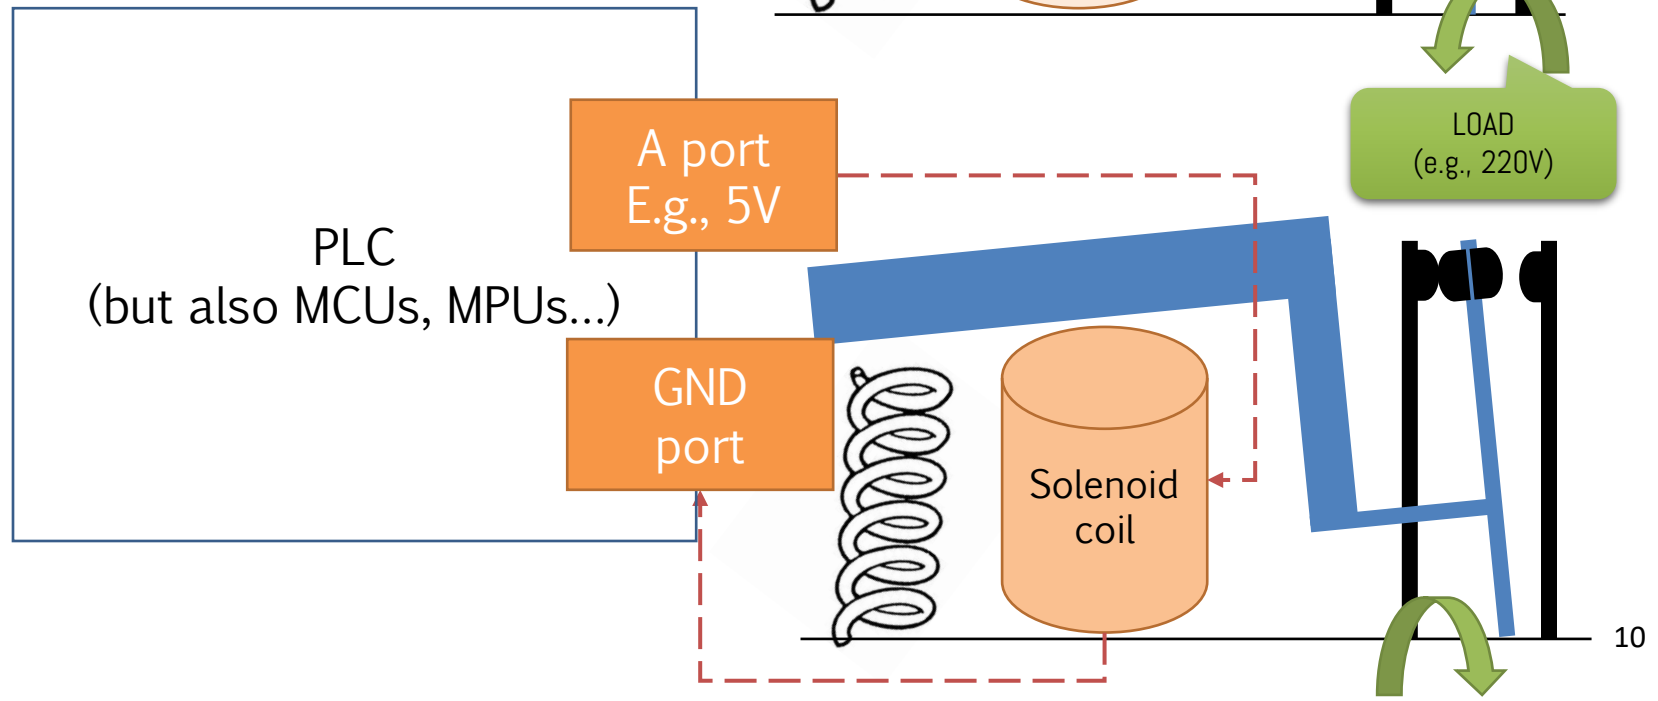 A port
E.g., 5V
LOAD
(e.g., 220V)
PLC
(but also MCUs, MPUs...)
GND
port
Solenoid
coil
10